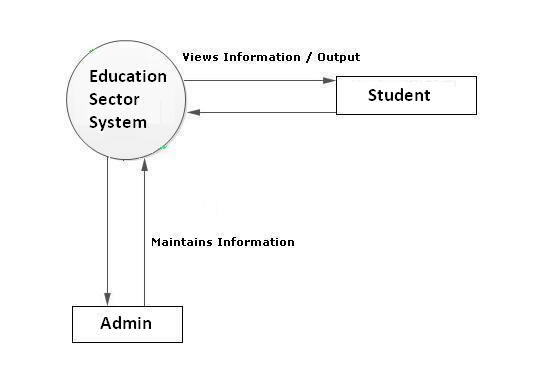 Views Information / Output
Education
Sector
System
Student
Maintains Information
Admin